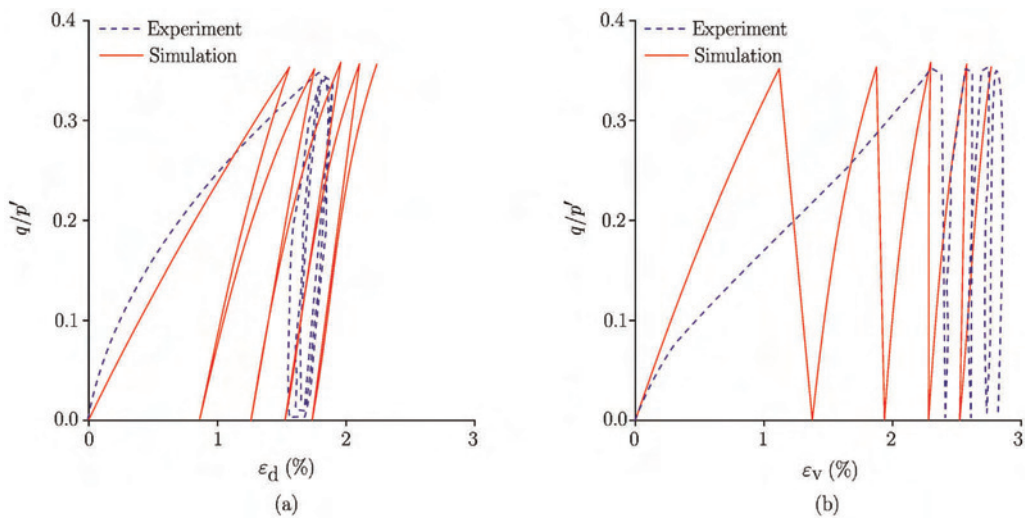 0.4
Experiment
Simulation
0.3
q/p′
0.2
0.1
0.0
0 1 2 3
εd (%)
(a)
0.4
Experiment
Simulation
0.3
q/p′
0.2
0.1
0.0
0 1 2 3
εv (%)
(b)